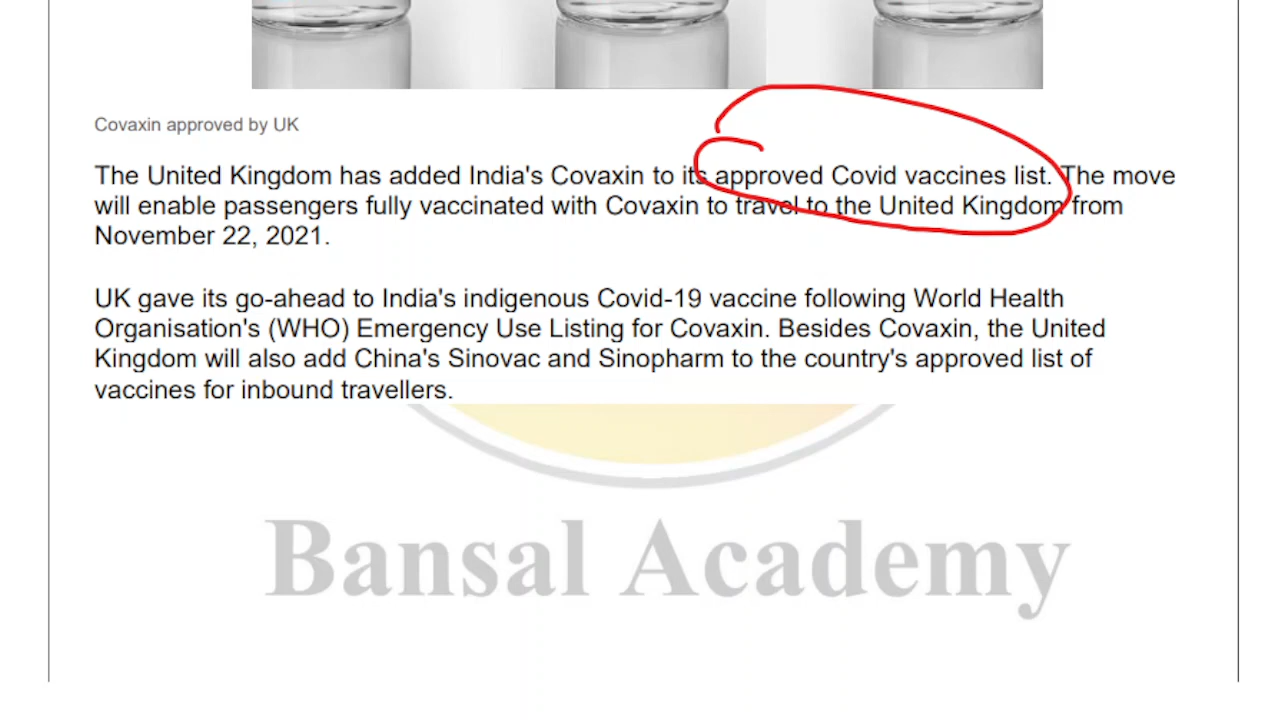 Covaxin approved by UK
The United Kingdom has added India's Covaxin to its approved Covid vaccines list. The move
will enable passengers fully vaccinated with Covaxin to travel to the United Kingdom from
November 22, 2021.
UK gave its go-ahead to India's indigenous Covid-19 vaccine following World Health
Organisation's (WHO) Emergency Use Listing for Covaxin. Besides Covaxin, the United
Kingdom will also add China's Sinovac and Sinopharm to the country's approved list of
vaccines for inbound travellers.
Bansal Academy